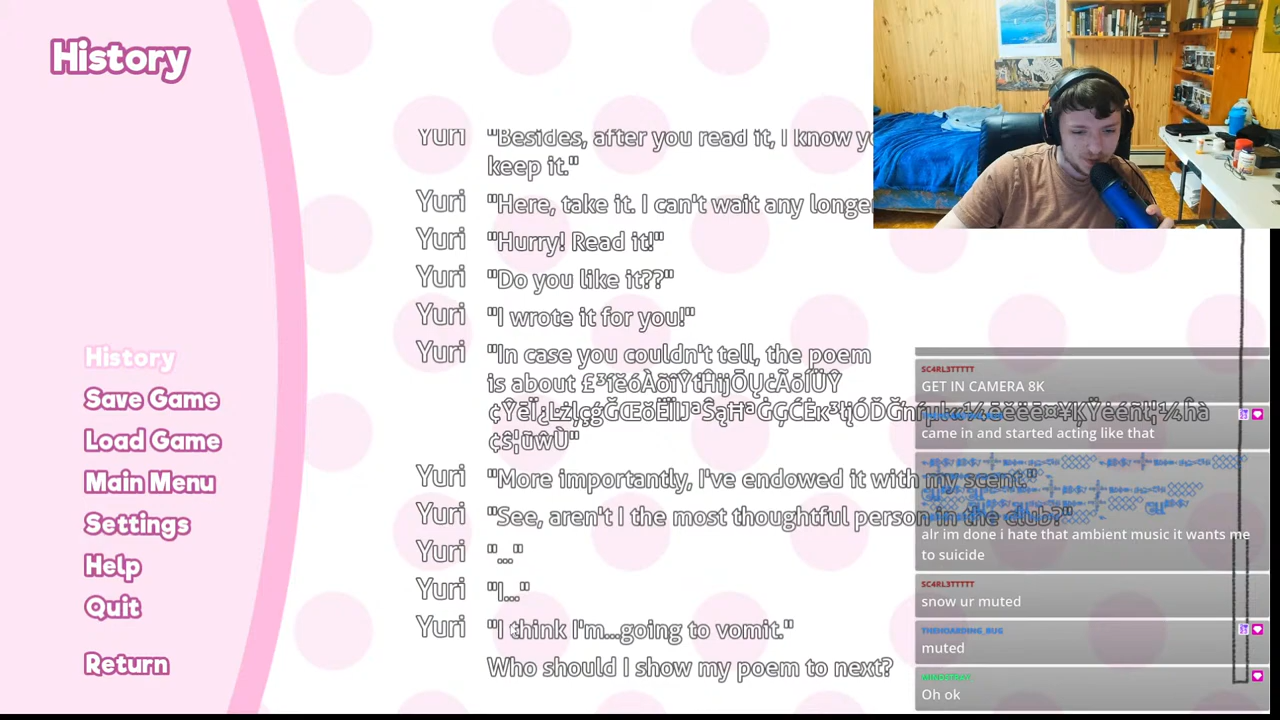 History
Yuri "Besides, after you read it, I know yo
keep it."
Yuri "Here, take it. I can't wait any longer
Yuri "Hurry! Read it!"
Yuri "Do you like it??"
Yuri "I wrote it for you!"
Yuri "In case you couldn't tell, the poem
is about
Yuri "More importantly, I've endowed it with my scent."
Yuri "See, aren't I the most thoughtful person in the club?"
Yuri "..."
Yuri "I..."
Yuri "I think I'm...going to vomit."
Who should I show my poem to next?
History
Save Game
Load Game
Main Menu
Settings
Help
Quit
Return
SC4RL3TTTTT
GET IN CAMERA 8K
came in and started acting like that
alr im done i hate that ambient music it wants me
to suicide
SC4RL3TTTTT
snow ur muted
THEHOARDING_BUG
muted
Oh ok